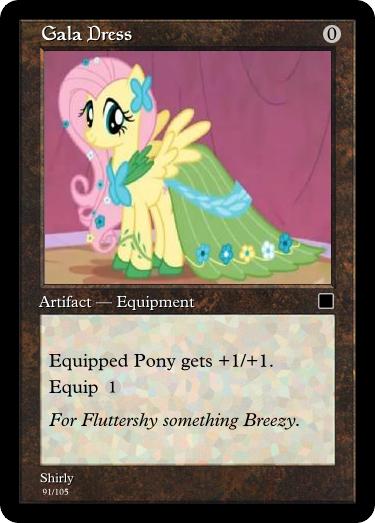 Gala Dress 0
Artifact — Equipment
Equipped Pony gets +1/+1.
Equip 1
For Fluttershy something Breezy.
Shirly
91/105